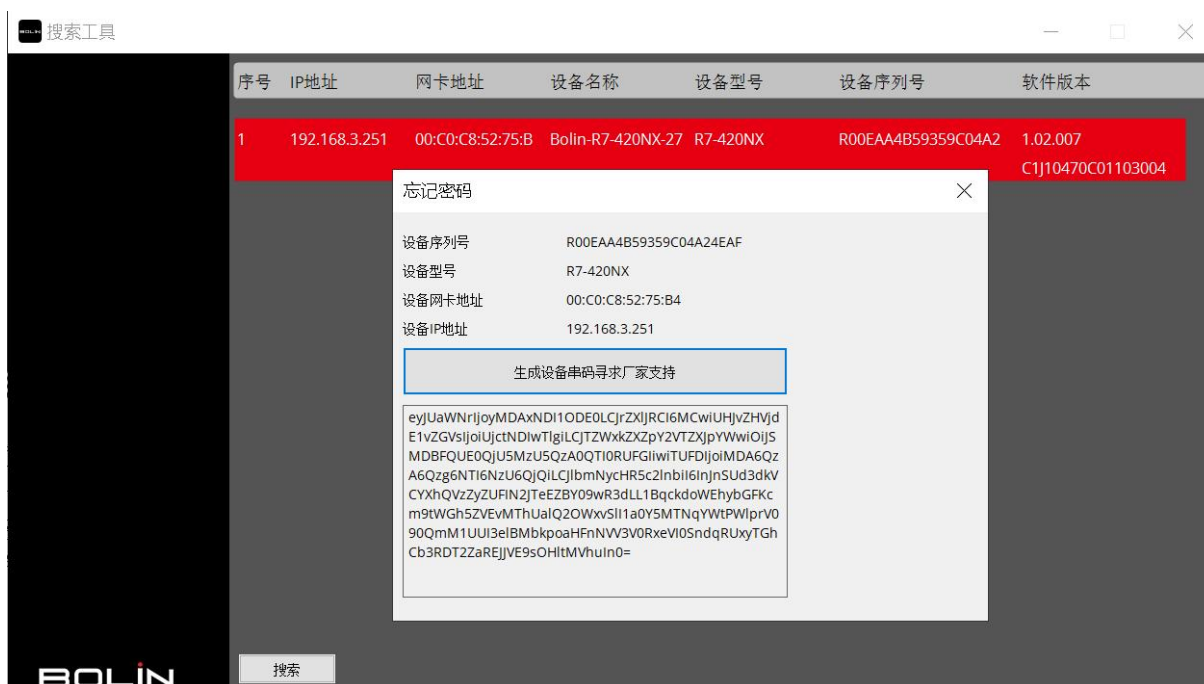 BOLIN 搜索工具
序号 IP地址 网卡地址 设备名称 设备型号 设备序列号 软件版本
1 192.168.3.251 00:C0:C8:52:75:B Bolin-R7-420NX-27 R7-420NX R00EAA4B59359C04A2 1.02.007
C1J10470C01103004
忘记密码
设备序列号 R00EAA4B59359C04A24EAF
设备型号 R7-420NX
设备网卡地址 00:C0:C8:52:75:B4
设备IP地址 192.168.3.251
生成设备串码寻求厂家支持
eyJUaWNrIjoyMDAxNDI1ODE0LCJrZXlJRCI6MCwiUHJvZHVjd
E1vZGVsIjoiUjctNDIwTlgiLCJTZWxkZXZpY2VTZXJpYWwiOiJS
MDBFQUE0QjU5MzU5QzA0QTI0RUFGIiwiTUFDIjoiMDA6Qz
A6Qzg6NTI6NzU6QjQiLCJlbmNycHR5c2lnbiI6InJnSUd3dkV
CYXhQVzZyZUFIN2JTeEZBY09wR3dLL1BqckdoWEhybGFKc
m9tWGh5ZVEvMThUalQ2OWxvSlI1a0Y5MTNqYWtPWlprV0
90QmM1UUI3elBMbkpoaHFnNVV3V0RxeVI0SndqRUxyTGh
Cb3RDT2ZaREJJVE9sOHltMVhuIn0=
搜索
BOLIN